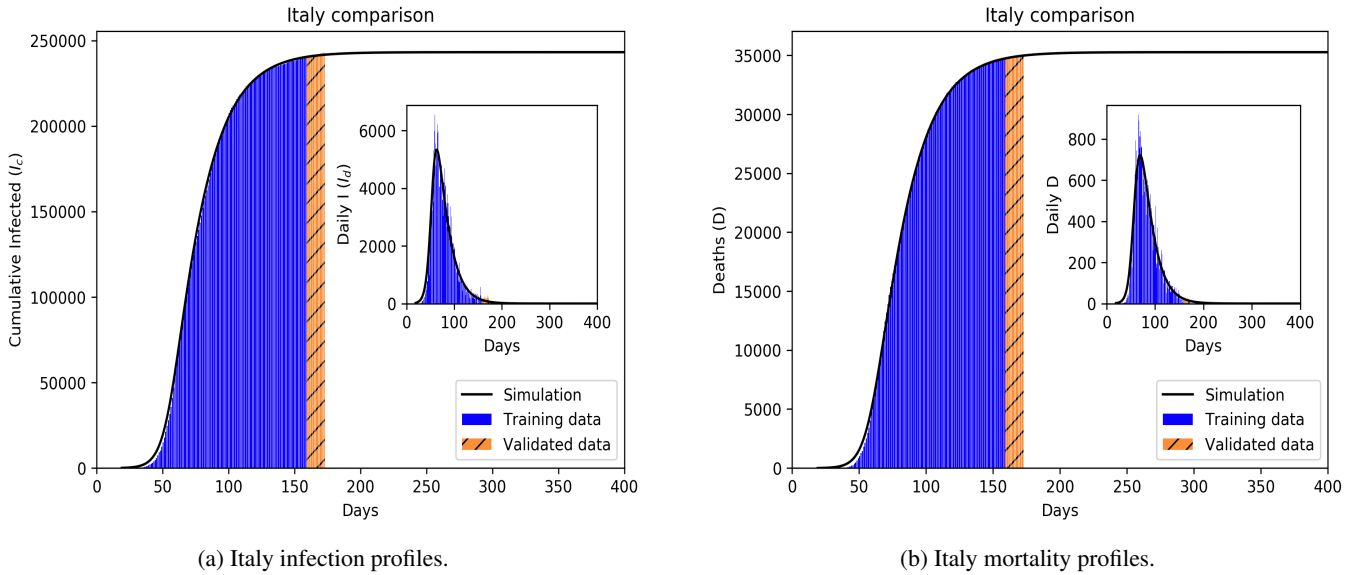 Italy comparison
250000
200000
150000
100000
50000
0
Cumulative Infected (I_c)
0 50 100 150 200 250 300 350 400
Days
6000
4000
2000
0
Daily I (I_d)
0 100 200 300 400
Days
Simulation
Training data
Validated data
(a) Italy infection profiles.
Italy comparison
35000
30000
25000
20000
15000
10000
5000
0
Deaths (D)
0 50 100 150 200 250 300 350 400
Days
800
600
400
200
0
Daily D
0 100 200 300 400
Days
Simulation
Training data
Validated data
(b) Italy mortality profiles.